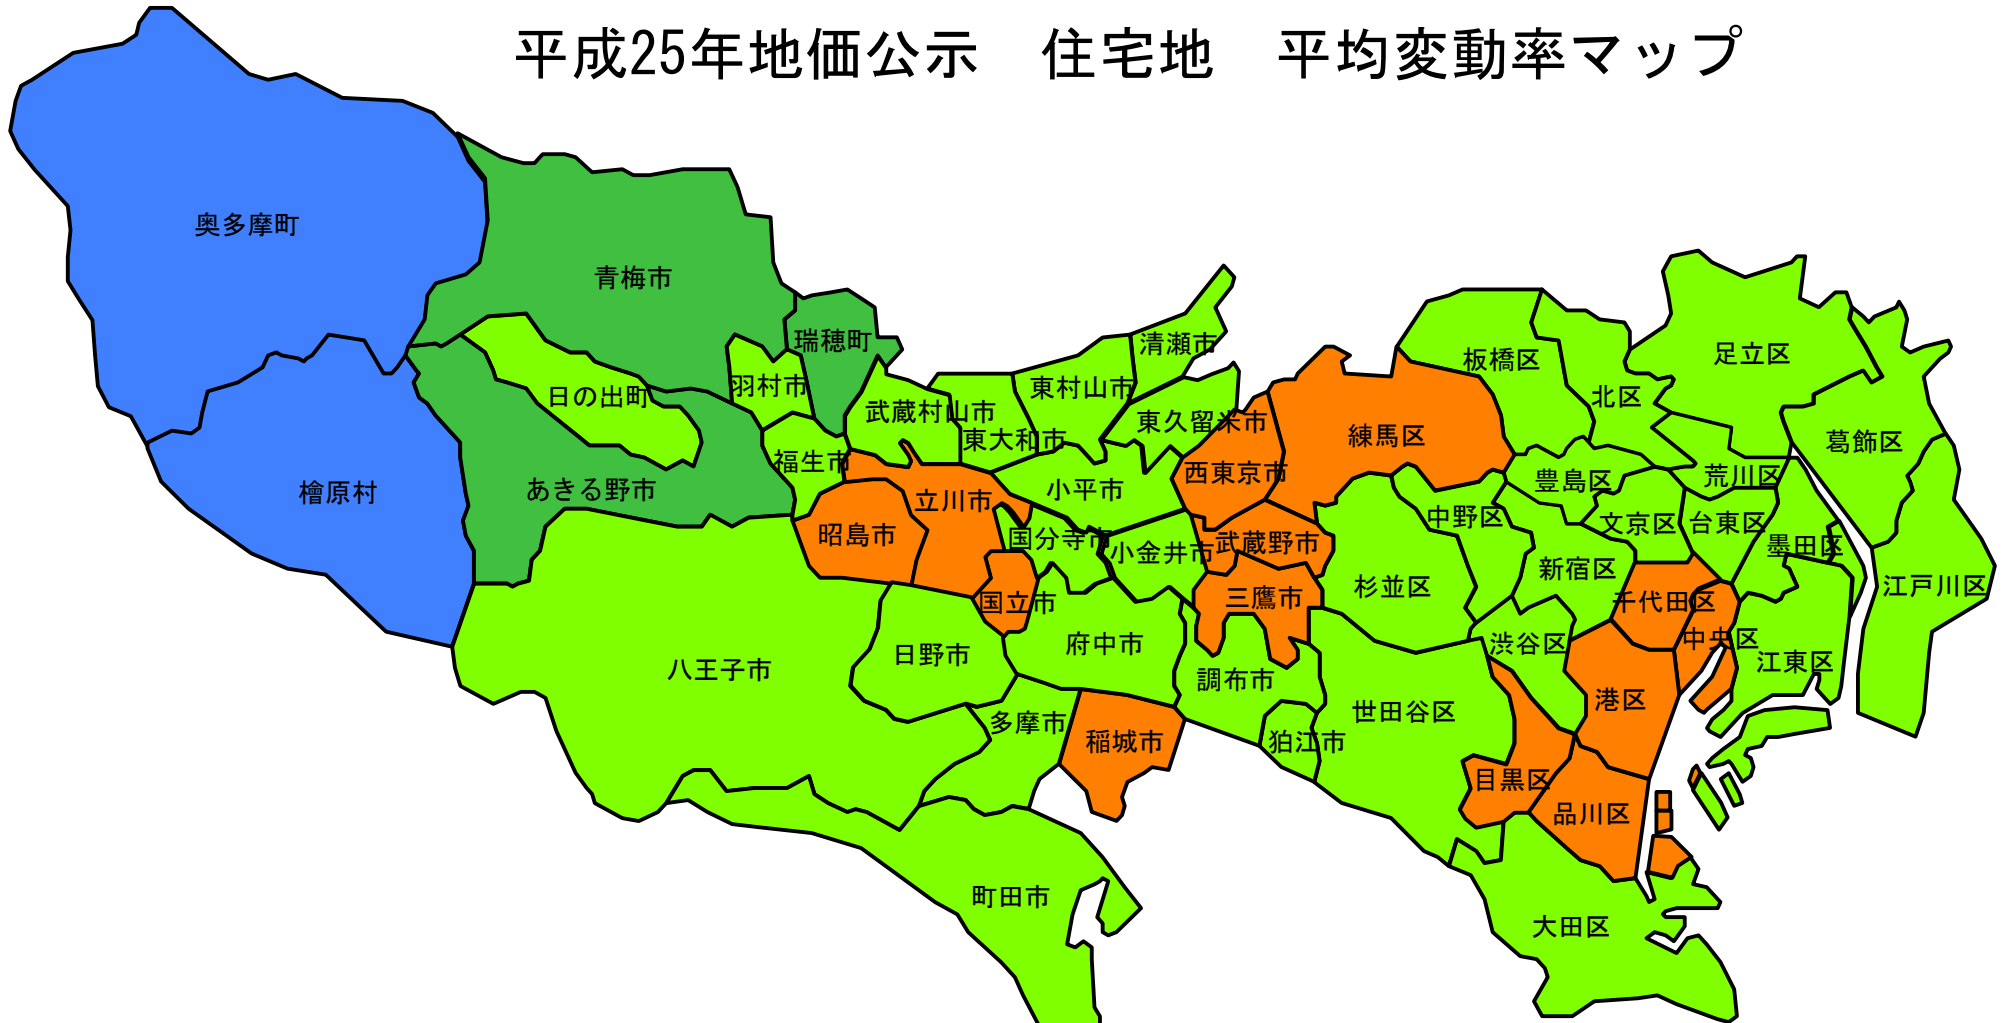 平成25年地価公示　住宅地　平均変動率マップ
奥多摩町
青梅市
瑞穂町
清瀬市
足立区
板橋区
日の出町
羽村市
東村山市
北区
武蔵村山市
東久留米市
練馬区
葛飾区
東大和市
檜原村
あきる野市
福生市
立川市
小平市
西東京市
豊島区
荒川区
中野区
文京区
台東区
昭島市
国分寺市
小金井市
武蔵野市
墨田区
新宿区
江戸川区
杉並区
国立市
三鷹市
千代田区
八王子市
日野市
府中市
渋谷区
中央区
江東区
調布市
港区
多摩市
世田谷区
稲城市
狛江市
目黒区
品川区
町田市
大田区